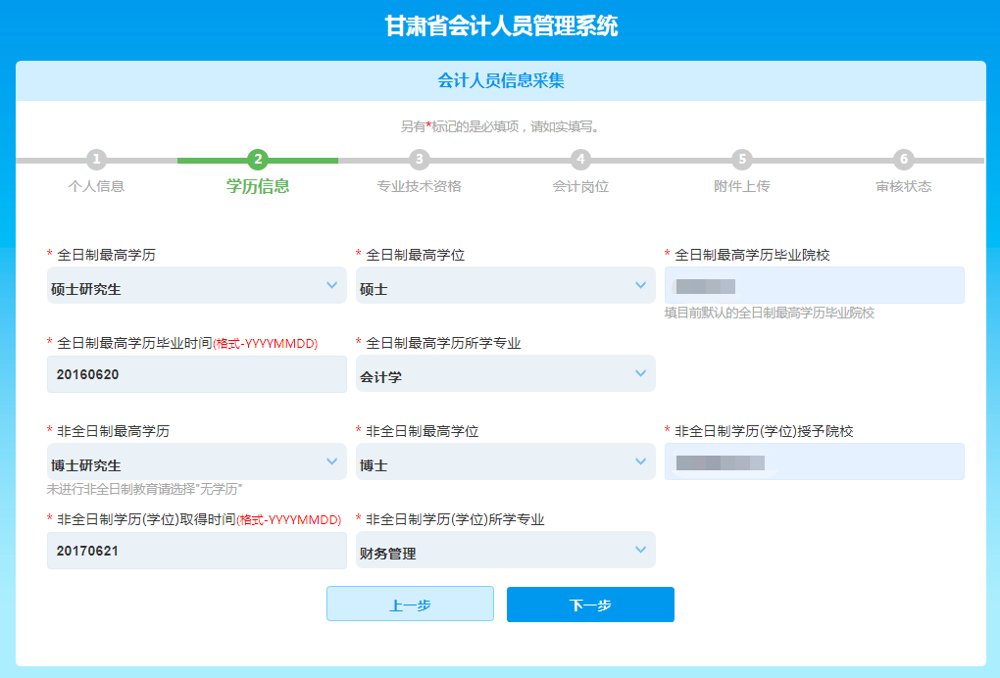 甘肃省会计人员管理系统
会计人员信息采集
另有*标记的是必填项，请如实填写。
1 2 3 4 5 6
个人信息 学历信息 专业技术资格 会计岗位 附件上传 审核状态
* 全日制最高学历 * 全日制最高学位 * 全日制最高学历毕业院校
硕士研究生 硕士
填目前默认的全日制最高学历毕业院校
* 全日制最高学历毕业时间(格式-YYYYMMDD) * 全日制最高学历所学专业
20160620 会计学
* 非全日制最高学历 * 非全日制最高学位 * 非全日制学历(学位)授予院校
博士研究生 博士
未进行非全日制教育请选择"无学历"
* 非全日制学历(学位)取得时间(格式-YYYYMMDD) * 非全日制学历(学位)所学专业
20170621 财务管理
上一步 下一步